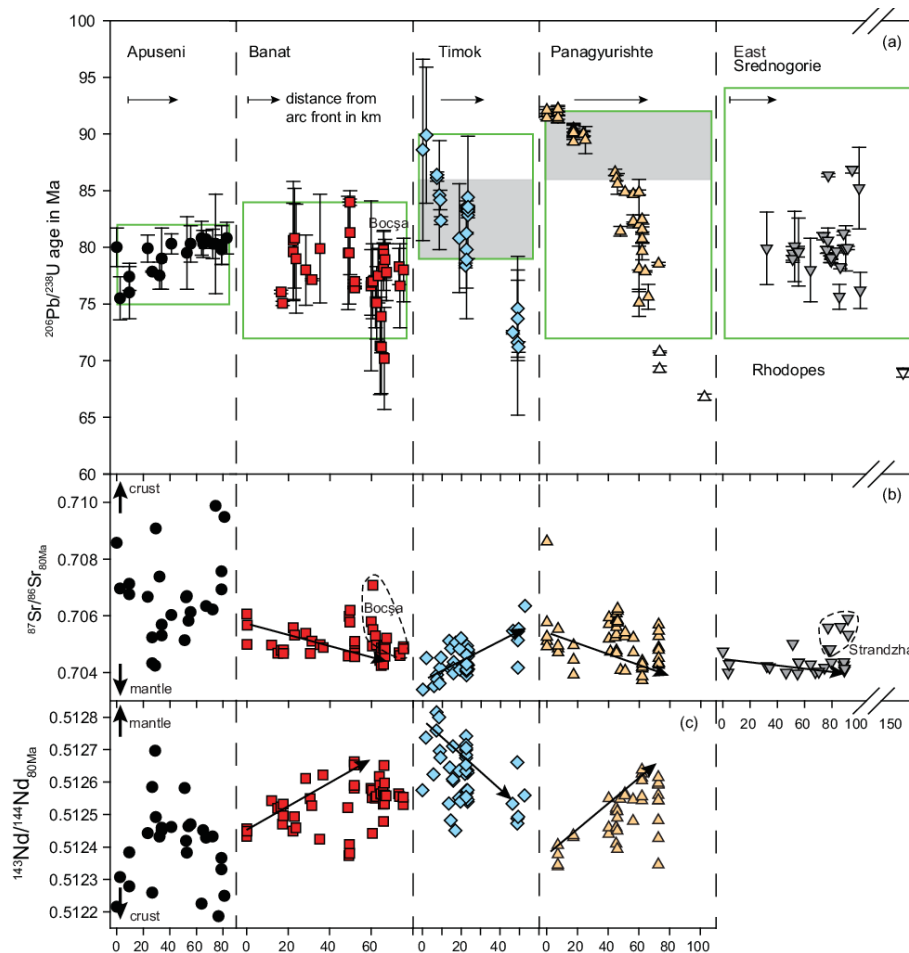 (a)
Apuseni
Banat
Timok
Panagyurishte
East
Srednogorie
distance from
arc front in km
Bocşa
Rhodopes
²⁰⁶Pb/²³⁸U age in Ma
100
95
90
85
80
75
70
65
60
(b)
crust
mantle
Bocşa
Strandzha
⁸⁷Sr/⁸⁶Sr₈₀Ma
0.710
0.708
0.706
0.704
0 20 40 60 80 100 150
(c)
mantle
crust
¹⁴³Nd/¹⁴⁴Nd₈₀Ma
0.5128
0.5127
0.5126
0.5125
0.5124
0.5123
0.5122
0 20 40 60 80 0 20 40 60 0 20 40 0 20 40 60 80 100